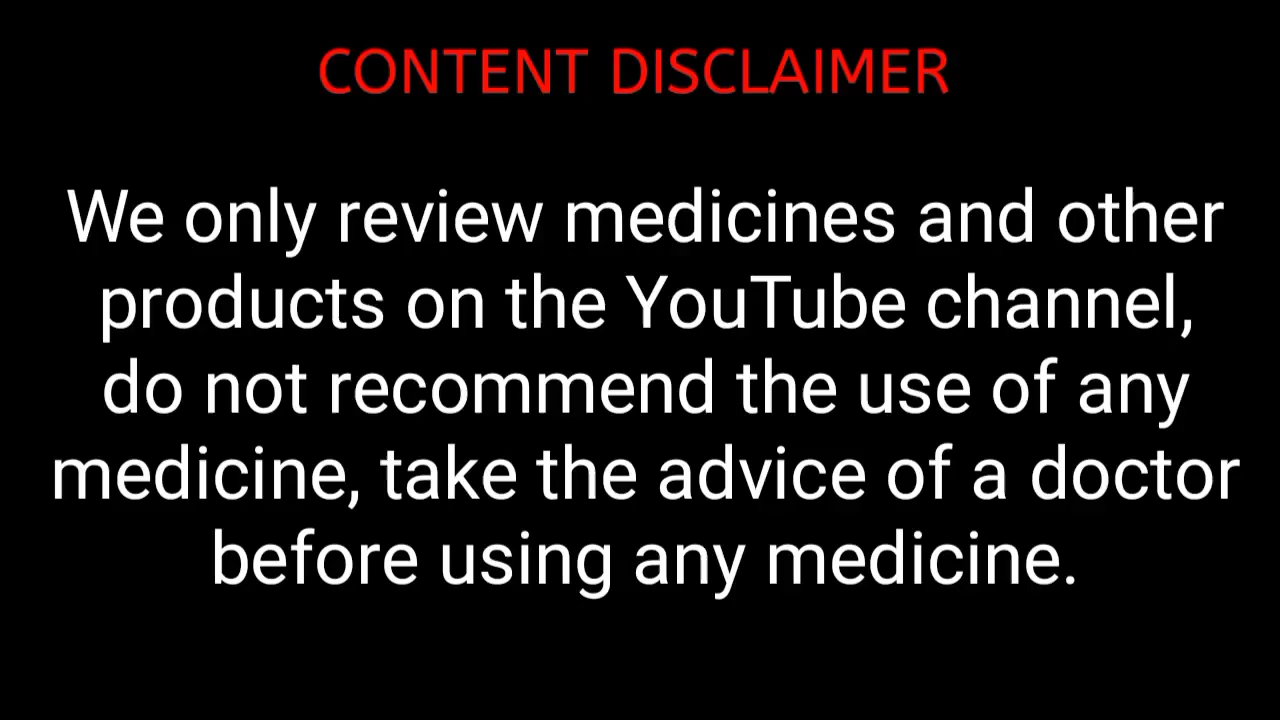 CONTENT DISCLAIMER
We only review medicines and other
products on the YouTube channel,
do not recommend the use of any
medicine, take the advice of a doctor
before using any medicine.